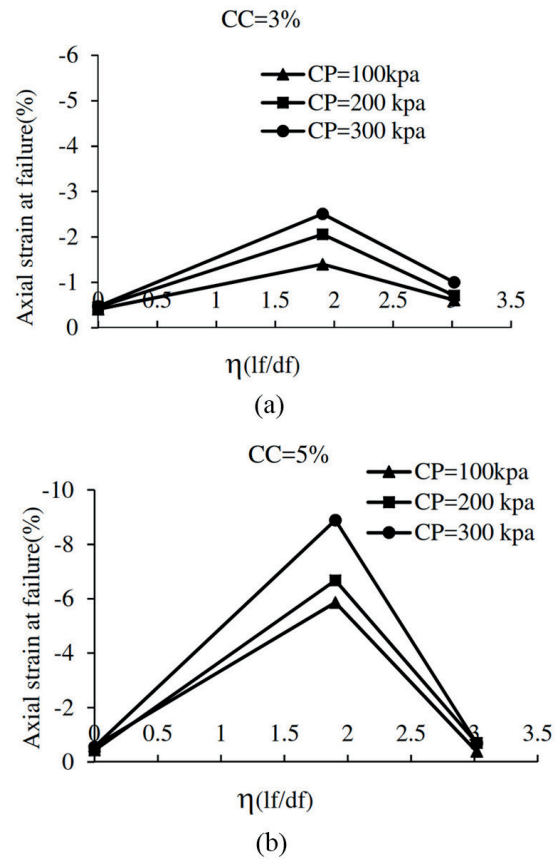 CC=3%
-6
-5
-4
-3
-2
-1
0
Axial strain at failure(%)
CP=100kpa
CP=200 kpa
CP=300 kpa
0 0.5 1 1.5 2 2.5 3 3.5
η(lf/df)
(a)
CC=5%
-10
-8
-6
-4
-2
0
Axial strain at failure(%)
CP=100kpa
CP=200 kpa
CP=300 kpa
0 0.5 1 1.5 2 2.5 3 3.5
η(lf/df)
(b)